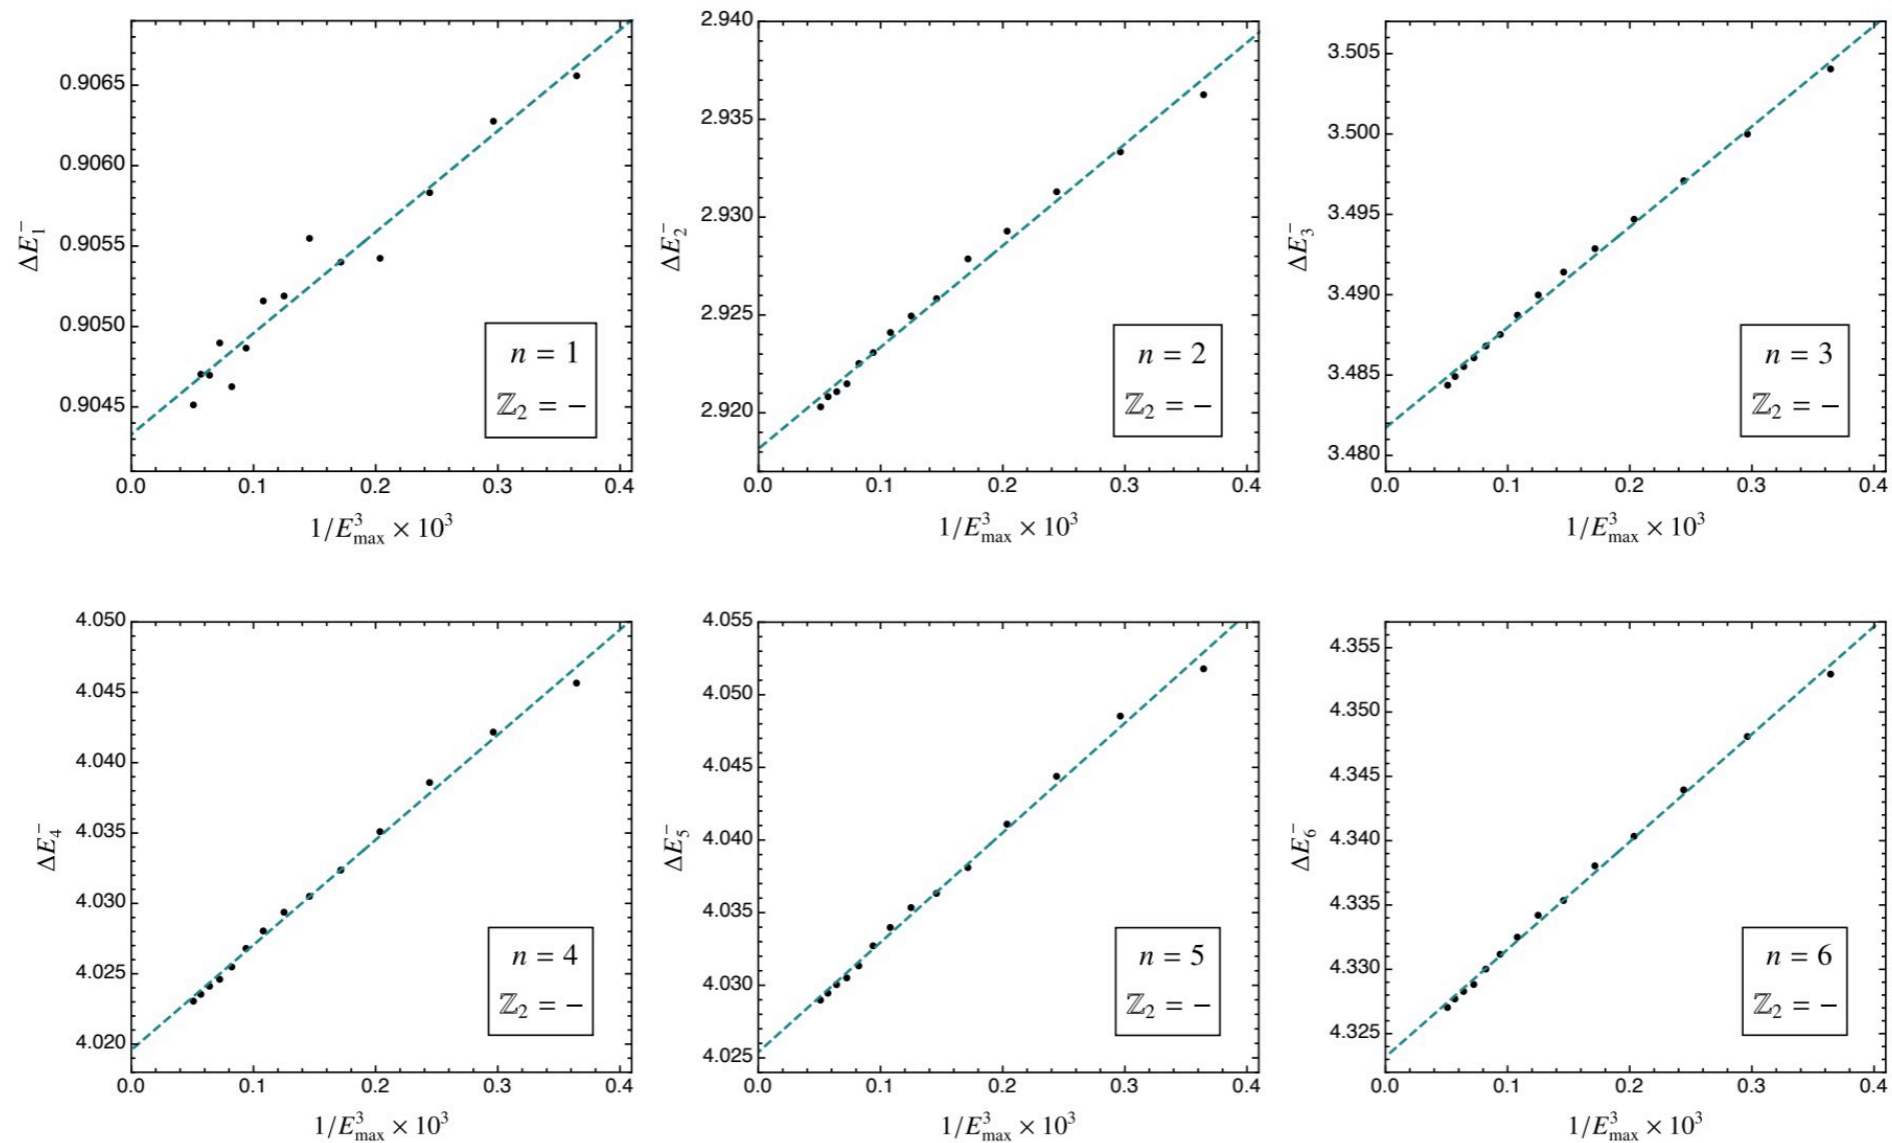 0.9065
0.9060
0.9055
0.9050
0.9045
ΔE₁⁻
0.0 0.1 0.2 0.3 0.4
1/E³max × 10³
n = 1
ℤ₂ = −
2.940
2.935
2.930
2.925
2.920
ΔE₂⁻
0.0 0.1 0.2 0.3 0.4
1/E³max × 10³
n = 2
ℤ₂ = −
3.505
3.500
3.495
3.490
3.485
3.480
ΔE₃⁻
0.0 0.1 0.2 0.3 0.4
1/E³max × 10³
n = 3
ℤ₂ = −
4.050
4.045
4.040
4.035
4.030
4.025
4.020
ΔE₄⁻
0.0 0.1 0.2 0.3 0.4
1/E³max × 10³
n = 4
ℤ₂ = −
4.055
4.050
4.045
4.040
4.035
4.030
4.025
ΔE₅⁻
0.0 0.1 0.2 0.3 0.4
1/E³max × 10³
n = 5
ℤ₂ = −
4.355
4.350
4.345
4.340
4.335
4.330
4.325
ΔE₆⁻
0.0 0.1 0.2 0.3 0.4
1/E³max × 10³
n = 6
ℤ₂ = −